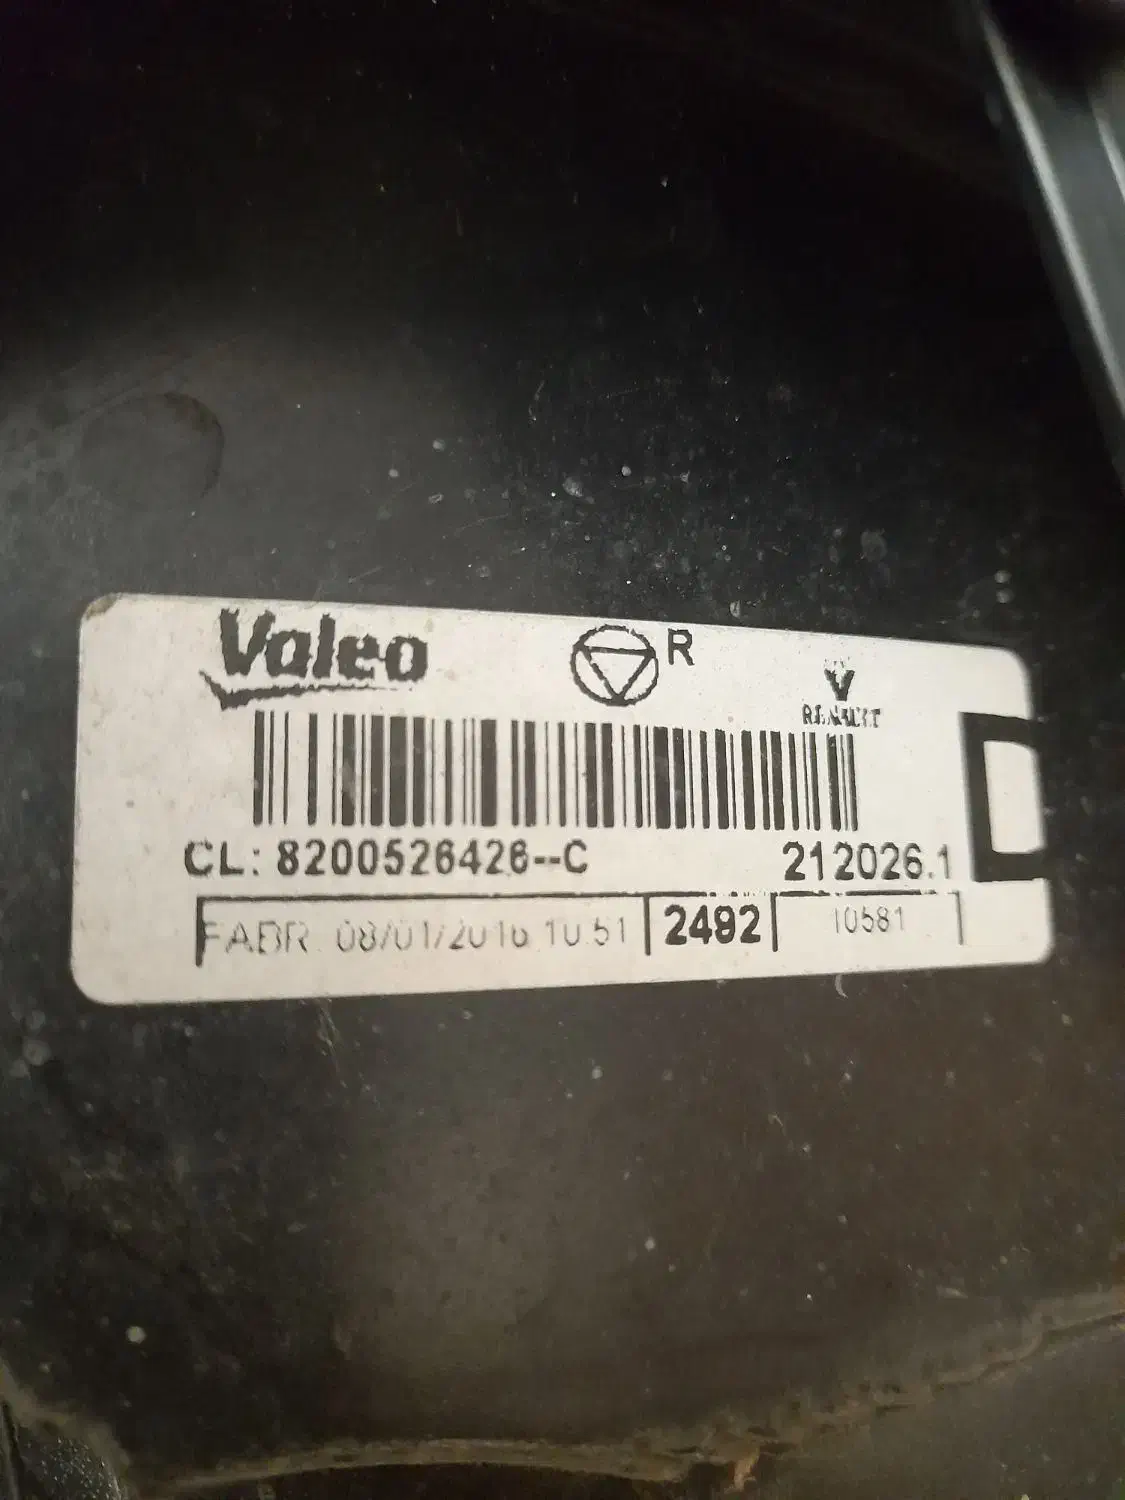 Valeo
R
RENAULT
CL: 8200526426--C 212026.1
D
FABR. 08/01/2016 10:51 2492 10581